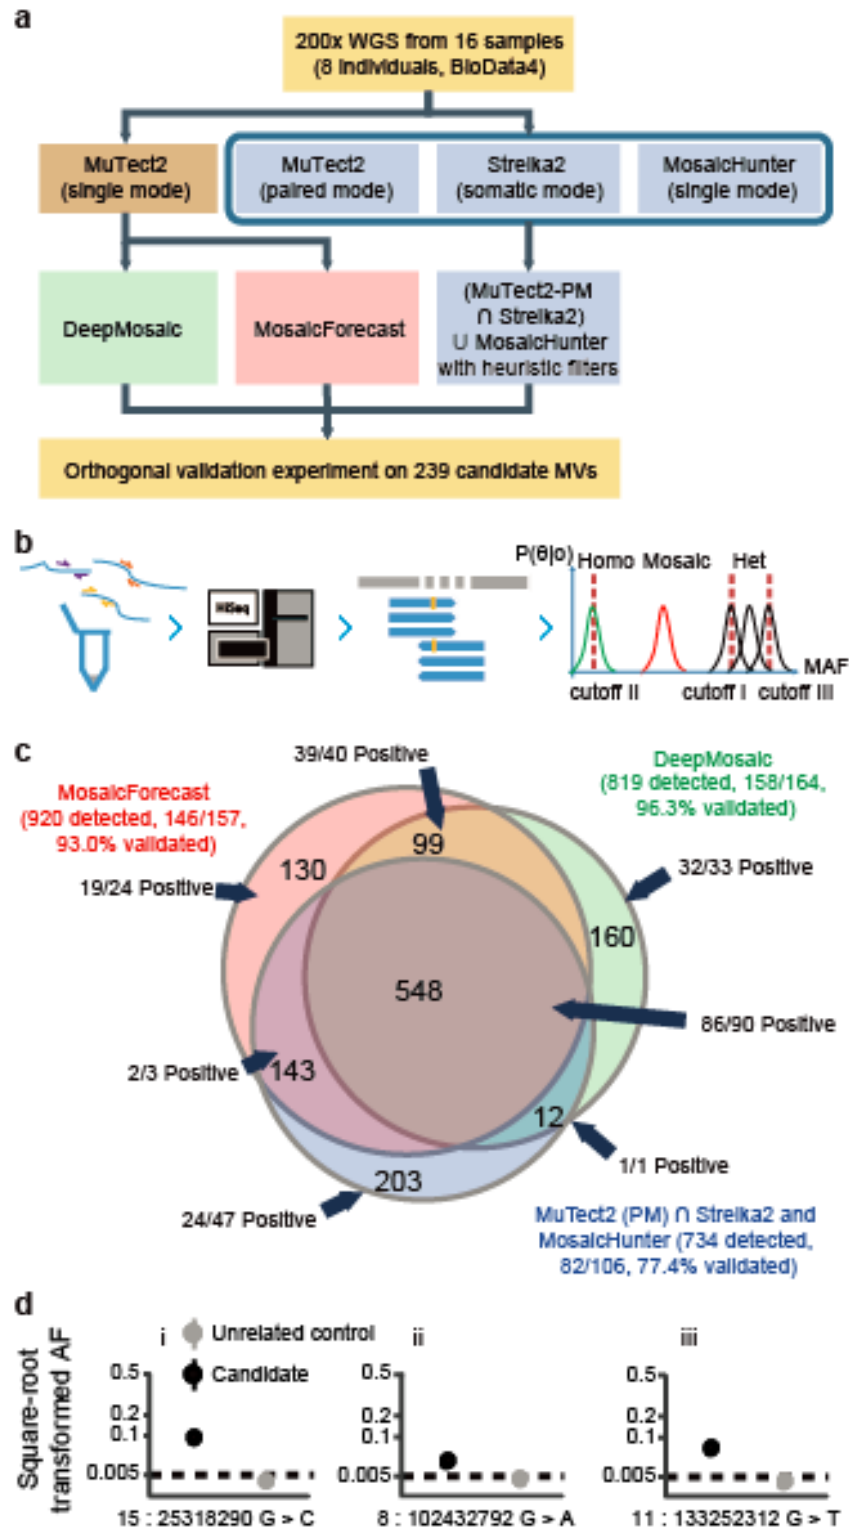 a
200x WGS from 16 samples
(8 individuals, BioData4)
MuTect2
(single mode)
MuTect2
(paired mode)
Strelka2
(somatic mode)
MosaicHunter
(single mode)
DeepMosaic
MosaicForecast
(MuTect2-PM
∩ Strelka2)
∪ MosaicHunter
with heuristic filters
Orthogonal validation experiment on 239 candidate MVs
b
HiSeq
P(θ|o)
Homo Mosaic Het
MAF
cutoff II cutoff I cutoff III
c
39/40 Positive
DeepMosaic
(819 detected, 158/164,
96.3% validated)
MosaicForecast
(920 detected, 146/157,
93.0% validated)
99
130
32/33 Positive
19/24 Positive
160
548
86/90 Positive
2/3 Positive
143
12
1/1 Positive
203
24/47 Positive
MuTect2 (PM) ∩ Strelka2 and
MosaicHunter (734 detected,
82/106, 77.4% validated)
d
Square-root
transformed AF
i
Unrelated control
Candidate
0.5
0.2
0.1
0.005
15 : 25318290 G > C
ii
0.5
0.2
0.1
0.005
8 : 102432792 G > A
iii
0.5
0.2
0.1
0.005
11 : 133252312 G > T